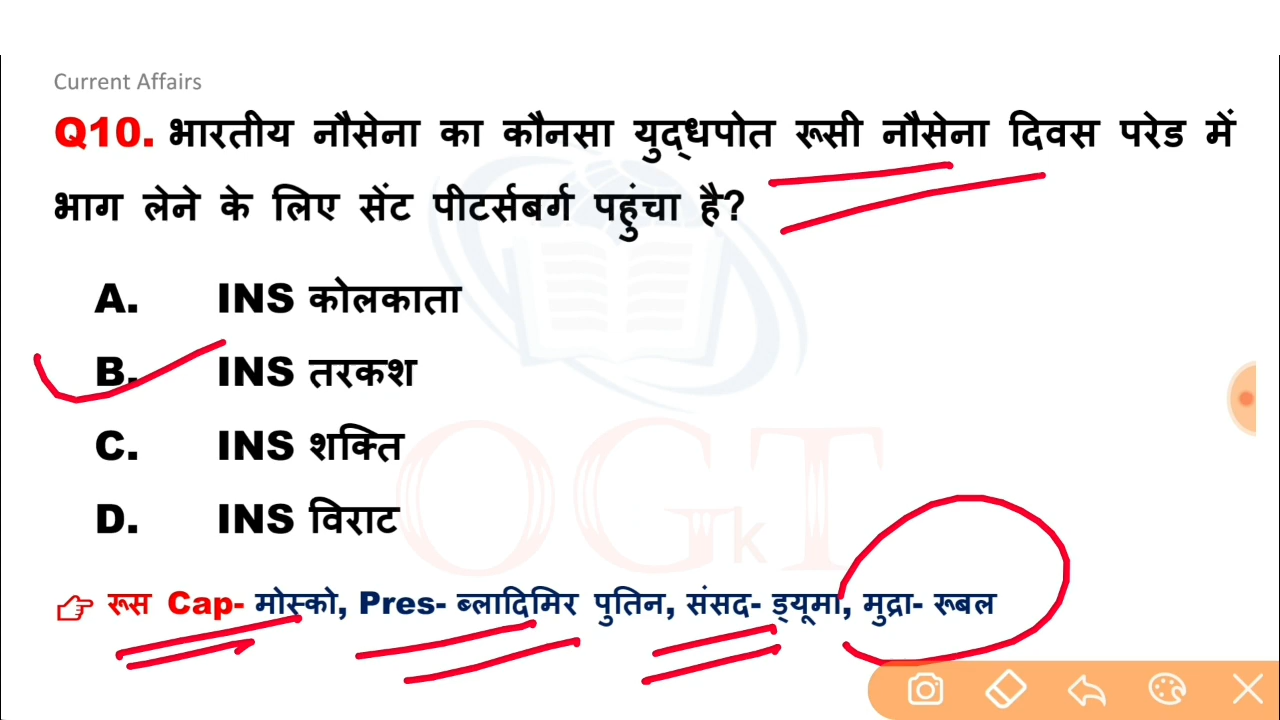 Current Affairs
Q10. भारतीय नौसेना का कौनसा युद्धपोत रूसी नौसेना दिवस परेड में
भाग लेने के लिए सेंट पीटर्सबर्ग पहुंचा है?
A. INS कोलकाता
B. INS तरकश
C. INS शक्ति
D. INS विराट
OGT
k
रूस Cap- मोस्को, Pres- ब्लादिमिर पुतिन, संसद- ड्यूमा, मुद्रा- रूबल